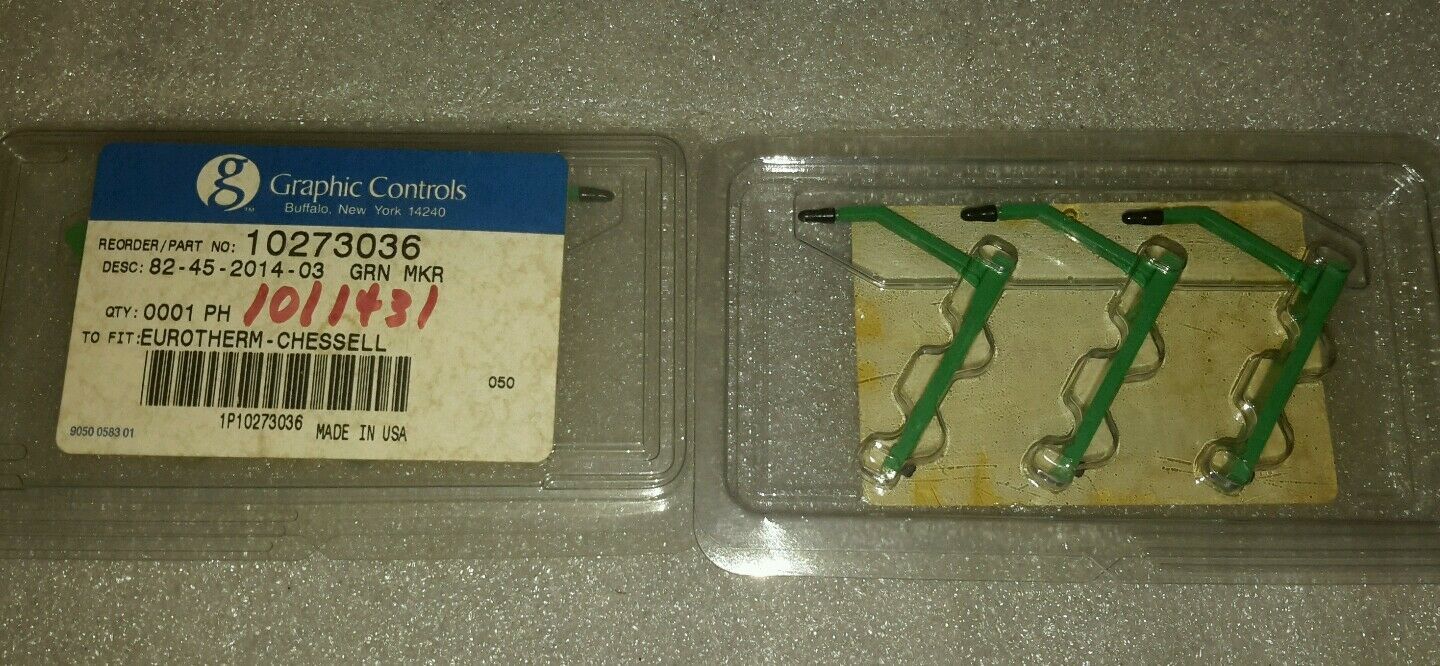 g
Graphic Controls
Buffalo, New York 14240
REORDER/PART NO: 10273036
DESC: 82-45-2014-03 GRN MKR
QTY: 0001 PH 1011431
TO FIT: EUROTHERM-CHESSELL
050
1P10273036 MADE IN USA
9050 0583 01